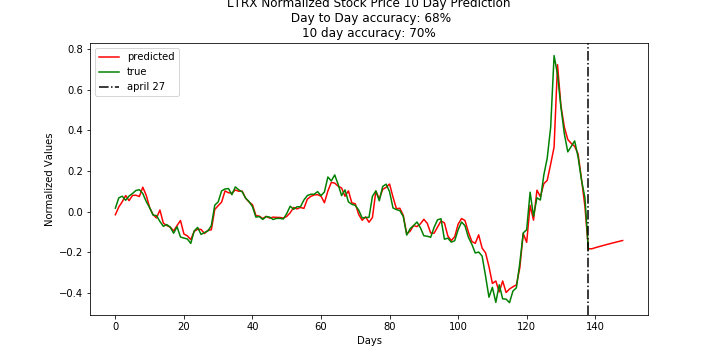 LTRX Normalized Stock Price 10 Day Prediction
Day to Day accuracy: 68%
10 day accuracy: 70%
predicted
true
april 27
Normalized Values
0.8
0.6
0.4
0.2
0.0
−0.2
−0.4
0
20
40
60
80
100
120
140
Days